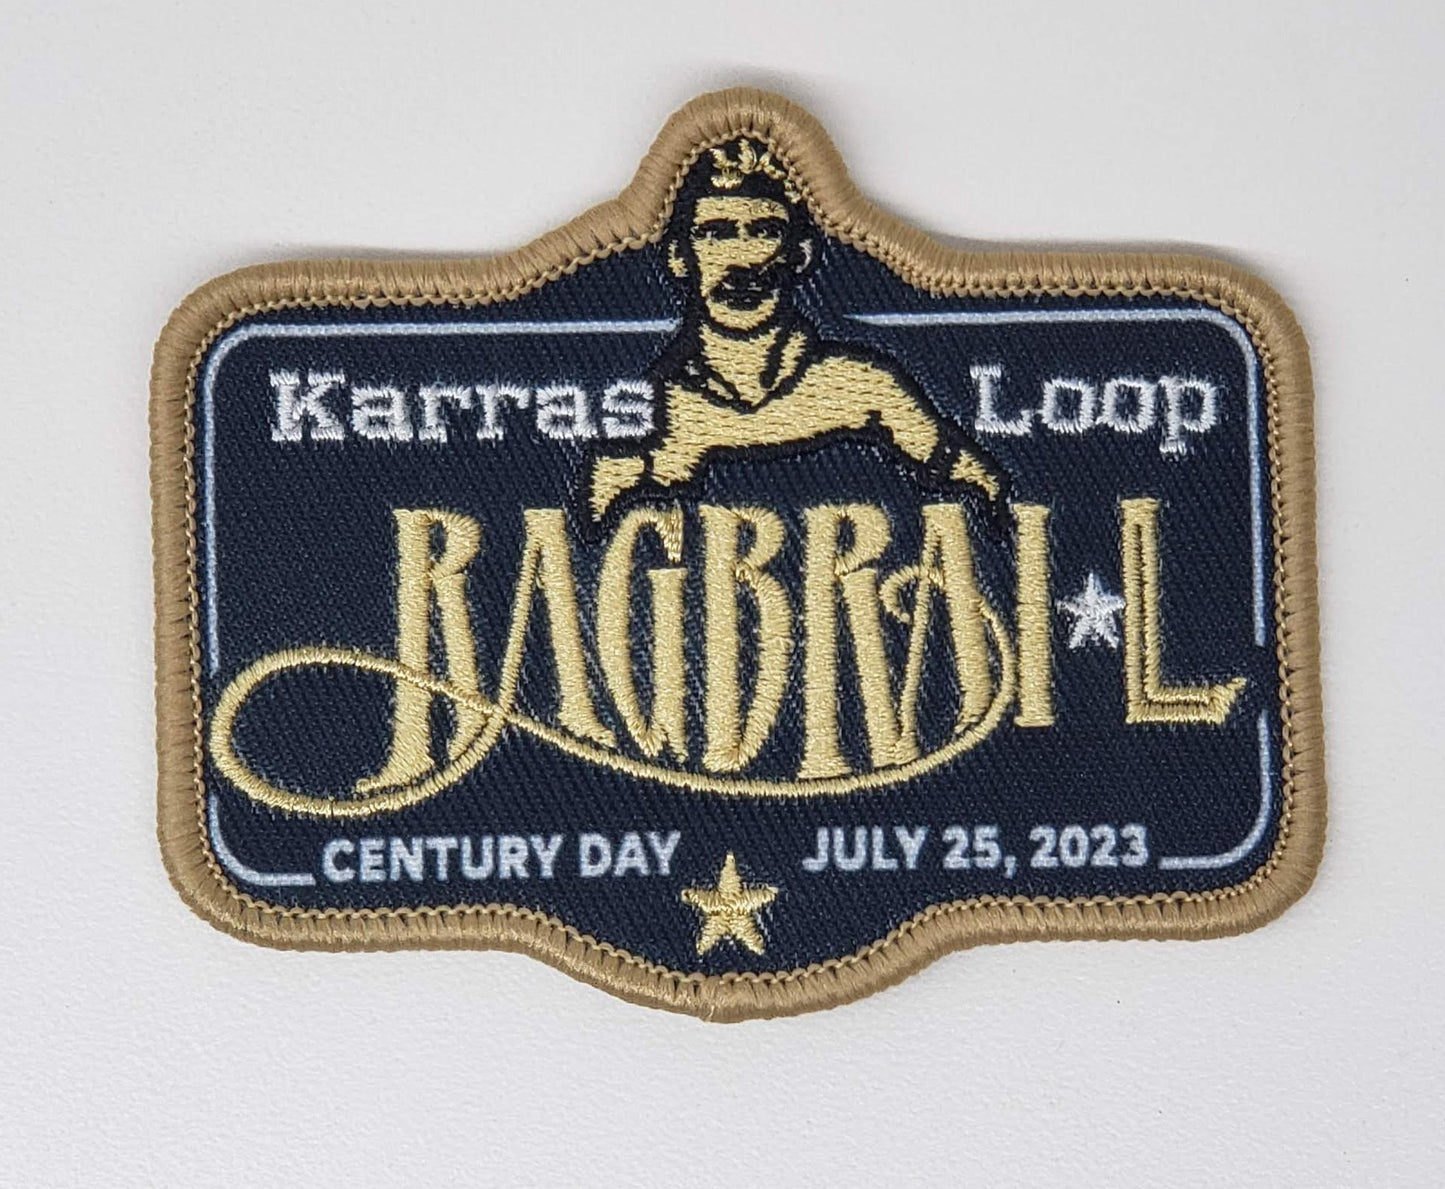 Karras Loop
RAGBRAI L
CENTURY DAY JULY 25, 2023